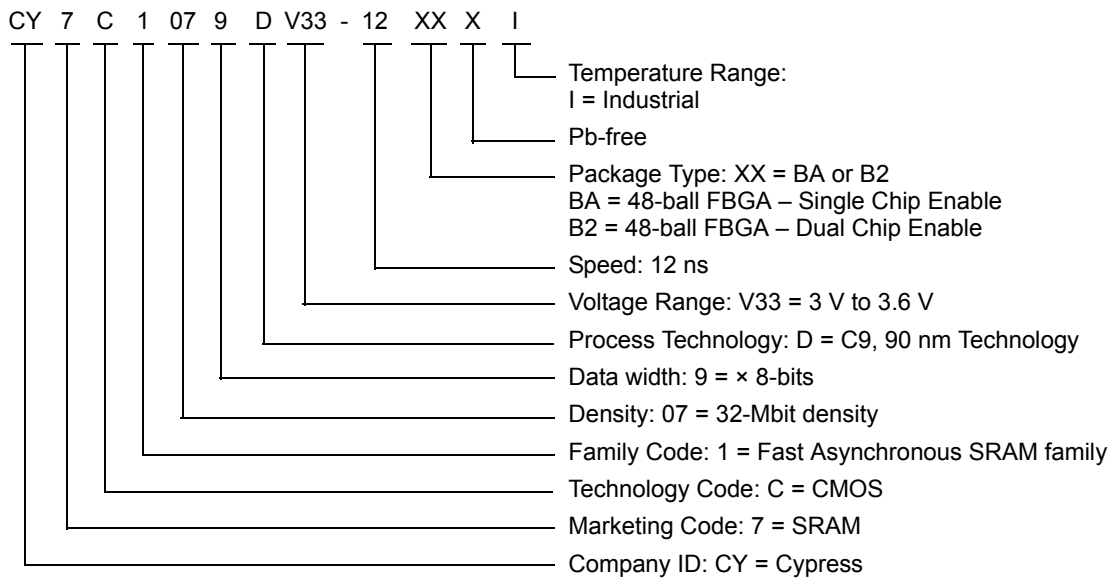 CY 7 C 1 07 9 D V33 - 12 XX X I
Temperature Range:
I = Industrial
Pb-free
Package Type: XX = BA or B2
BA = 48-ball FBGA – Single Chip Enable
B2 = 48-ball FBGA – Dual Chip Enable
Speed: 12 ns
Voltage Range: V33 = 3 V to 3.6 V
Process Technology: D = C9, 90 nm Technology
Data width: 9 = × 8-bits
Density: 07 = 32-Mbit density
Family Code: 1 = Fast Asynchronous SRAM family
Technology Code: C = CMOS
Marketing Code: 7 = SRAM
Company ID: CY = Cypress